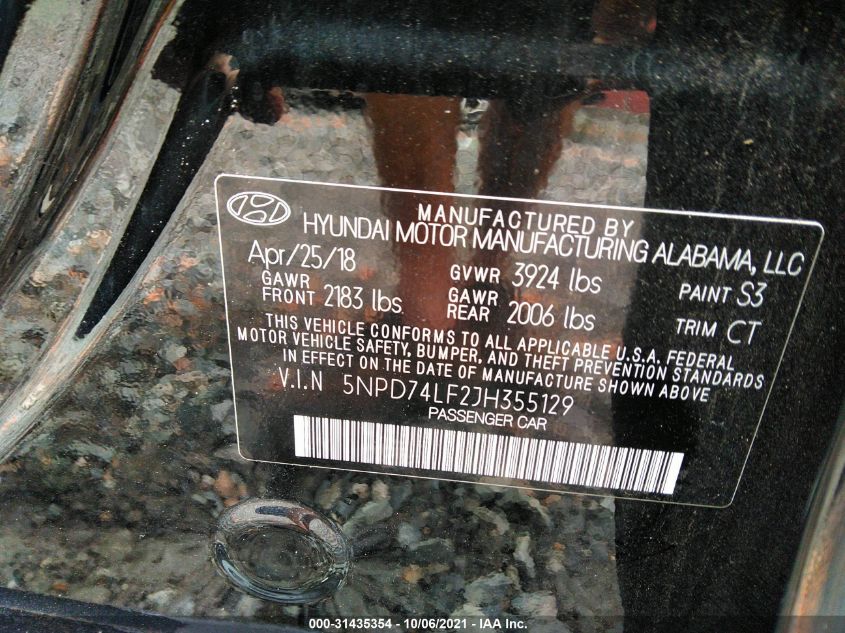 MANUFACTURED BY
HYUNDAI MOTOR MANUFACTURING ALABAMA, LLC
Apr/25/18 GVWR 3924 lbs PAINT S3
GAWR FRONT 2183 lbs GAWR REAR 2006 lbs TRIM CT
THIS VEHICLE CONFORMS TO ALL APPLICABLE U.S.A. FEDERAL
MOTOR VEHICLE SAFETY, BUMPER, AND THEFT PREVENTION STANDARDS
IN EFFECT ON THE DATE OF MANUFACTURE SHOWN ABOVE
V.I.N 5NPD74LF2JH355129
PASSENGER CAR
000-31435354 - 10/06/2021 - IAA Inc.